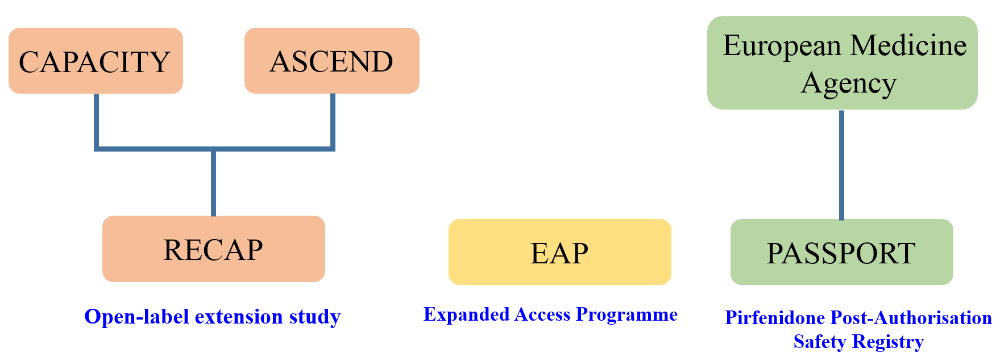 CAPACITY
ASCEND
European Medicine
Agency
RECAP
EAP
PASSPORT
Open-label extension study
Expanded Access Programme
Pirfenidone Post-Authorisation
Safety Registry